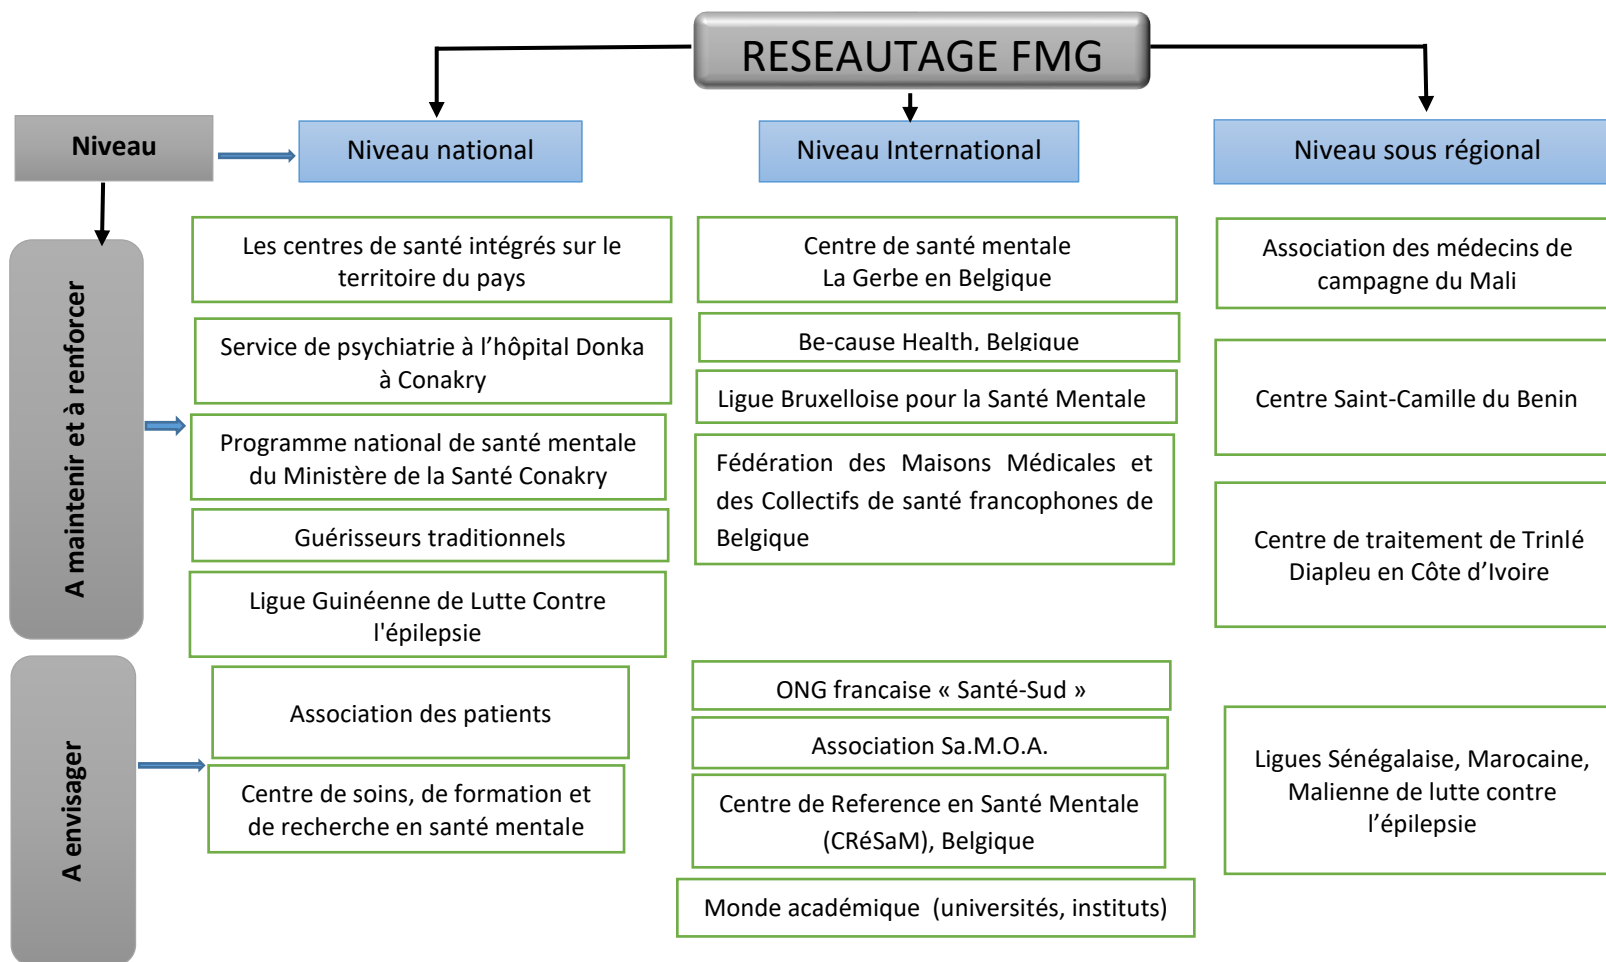 RESEAUTAGE FMG
Niveau
Niveau national
Niveau International
Niveau sous régional
A maintenir et à renforcer
Les centres de santé intégrés sur le
territoire du pays
Service de psychiatrie à l’hôpital Donka
à Conakry
Programme national de santé mentale
du Ministère de la Santé Conakry
Guérisseurs traditionnels
Ligue Guinéenne de Lutte Contre
l'épilepsie
Centre de santé mentale
La Gerbe en Belgique
Be-cause Health, Belgique
Ligue Bruxelloise pour la Santé Mentale
Fédération des Maisons Médicales et
des Collectifs de santé francophones de
Belgique
Association des médecins de
campagne du Mali
Centre Saint-Camille du Benin
Centre de traitement de Trinlé
Diapleu en Côte d’Ivoire
A envisager
Association des patients
Centre de soins, de formation et
de recherche en santé mentale
ONG francaise « Santé-Sud »
Association Sa.M.O.A.
Centre de Reference en Santé Mentale
(CRéSaM), Belgique
Monde académique (universités, instituts)
Ligues Sénégalaise, Marocaine,
Malienne de lutte contre
l’épilepsie